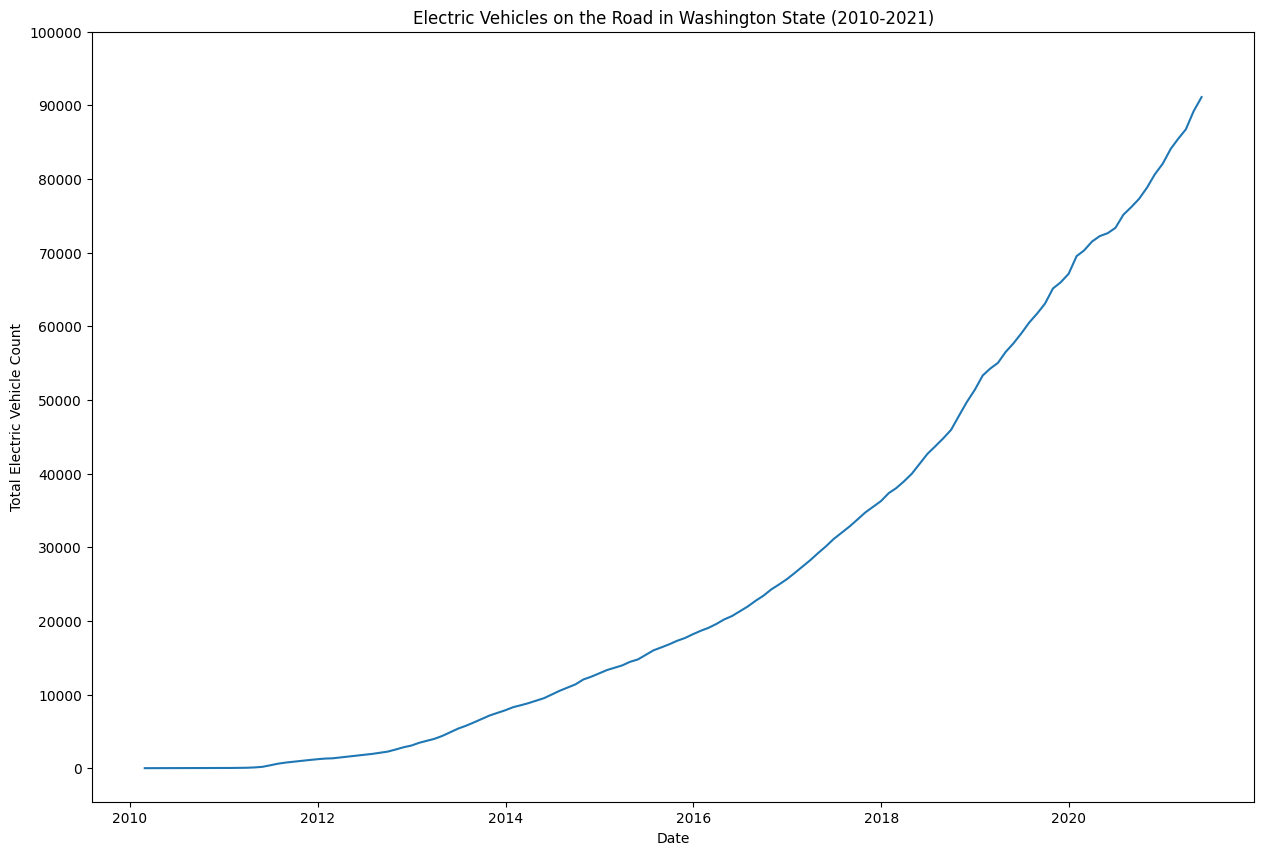 Electric Vehicles on the Road in Washington State (2010-2021)
100000
90000
80000
70000
60000
50000
40000
30000
20000
10000
0
Total Electric Vehicle Count
2010 2012 2014 2016 2018 2020
Date